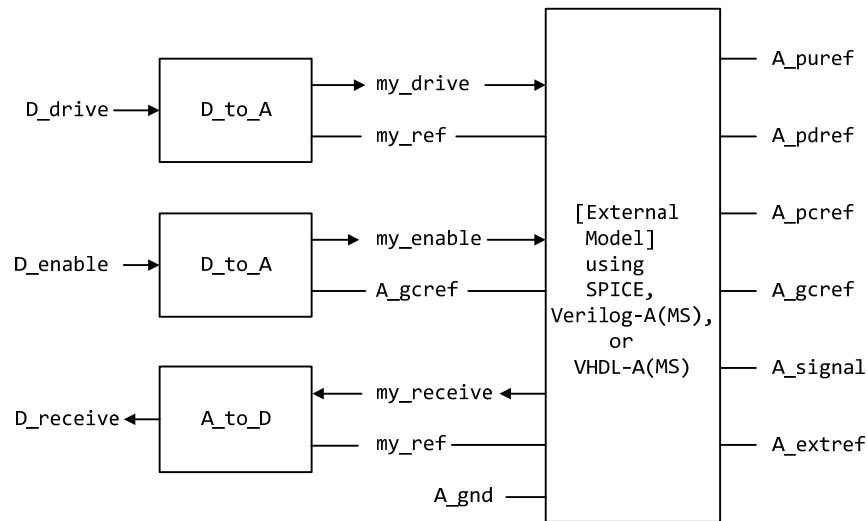 A_puref
my_drive
D_drive
D_to_A
my_ref
A_pdref
[External
Model]
using
SPICE,
Verilog-A(MS),
or
VHDL-A(MS)
A_pcref
my_enable
D_enable
D_to_A
A_gcref
A_gcref
A_signal
my_receive
D_receive
A_to_D
my_ref
A_extref
A_gnd